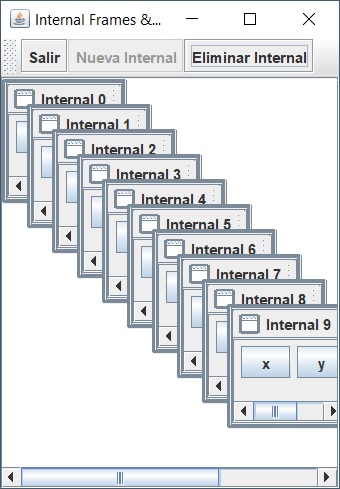 Internal Frames &...
Salir Nueva Internal Eliminar Internal
Internal 0
Internal 1
Internal 2
Internal 3
Internal 4
Internal 5
Internal 6
Internal 7
Internal 8
Internal 9
x y